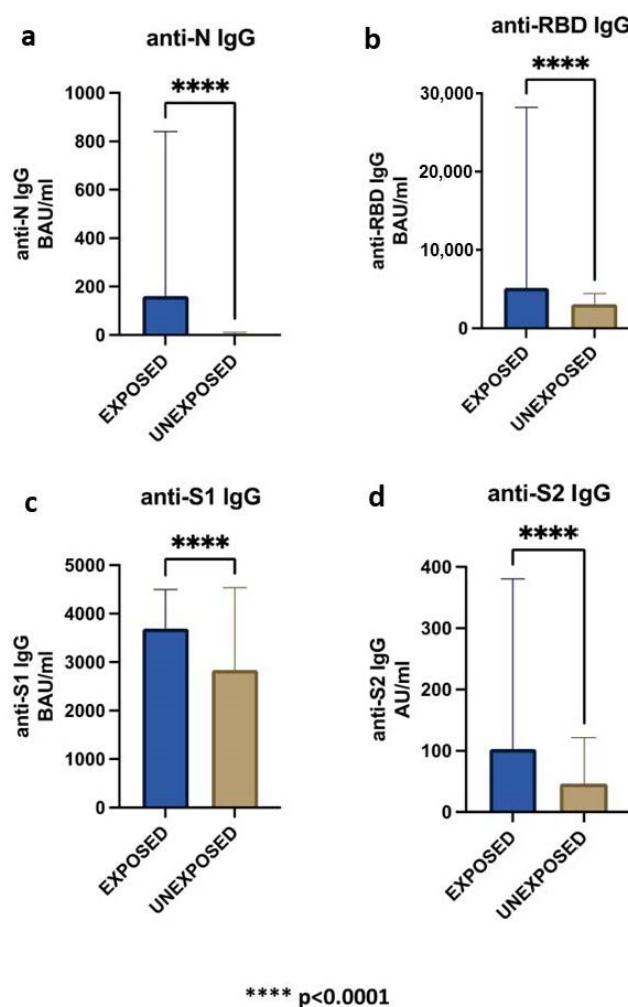 a
anti-N IgG
****
anti-N IgG
BAU/ml
1000
800
600
400
200
0
EXPOSED
UNEXPOSED
b
anti-RBD IgG
****
anti-RBD IgG
BAU/ml
30,000
20,000
10,000
0
EXPOSED
UNEXPOSED
c
anti-S1 IgG
****
anti-S1 IgG
BAU/ml
5000
4000
3000
2000
1000
0
EXPOSED
UNEXPOSED
d
anti-S2 IgG
****
anti-S2 IgG
AU/ml
400
300
200
100
0
EXPOSED
UNEXPOSED
**** p<0.0001